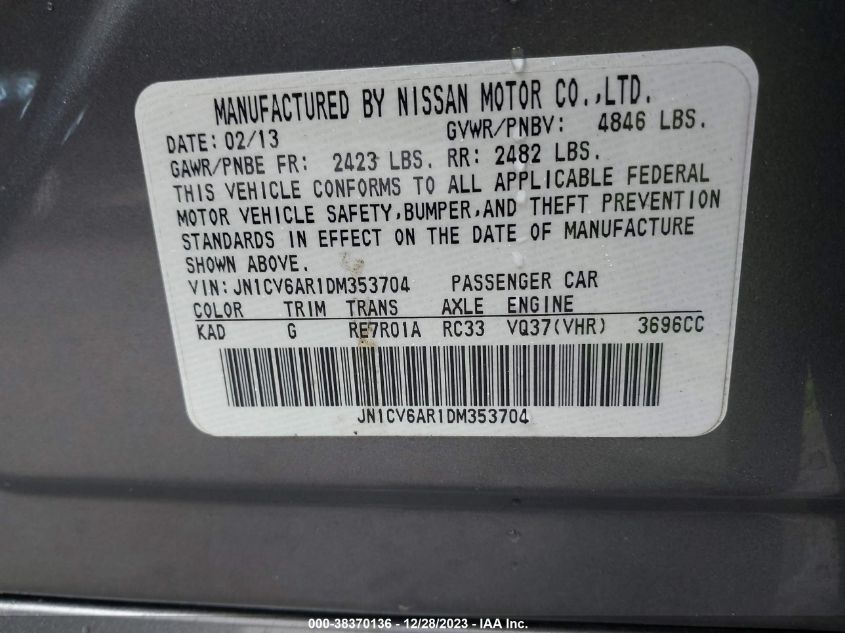 MANUFACTURED BY NISSAN MOTOR CO.,LTD.
DATE: 02/13 GVWR/PNBV: 4846 LBS.
GAWR/PNBE FR: 2423 LBS. RR: 2482 LBS.
THIS VEHICLE CONFORMS TO ALL APPLICABLE FEDERAL
MOTOR VEHICLE SAFETY,BUMPER,AND THEFT PREVENTION
STANDARDS IN EFFECT ON THE DATE OF MANUFACTURE
SHOWN ABOVE.
VIN:JN1CV6AR1DM353704 PASSENGER CAR
COLOR TRIM TRANS AXLE ENGINE
KAD G RE7R01A RC33 VQ37(VHR) 3696CC
JN1CV6AR1DM353704
000-38370136 - 12/28/2023 - IAA Inc.